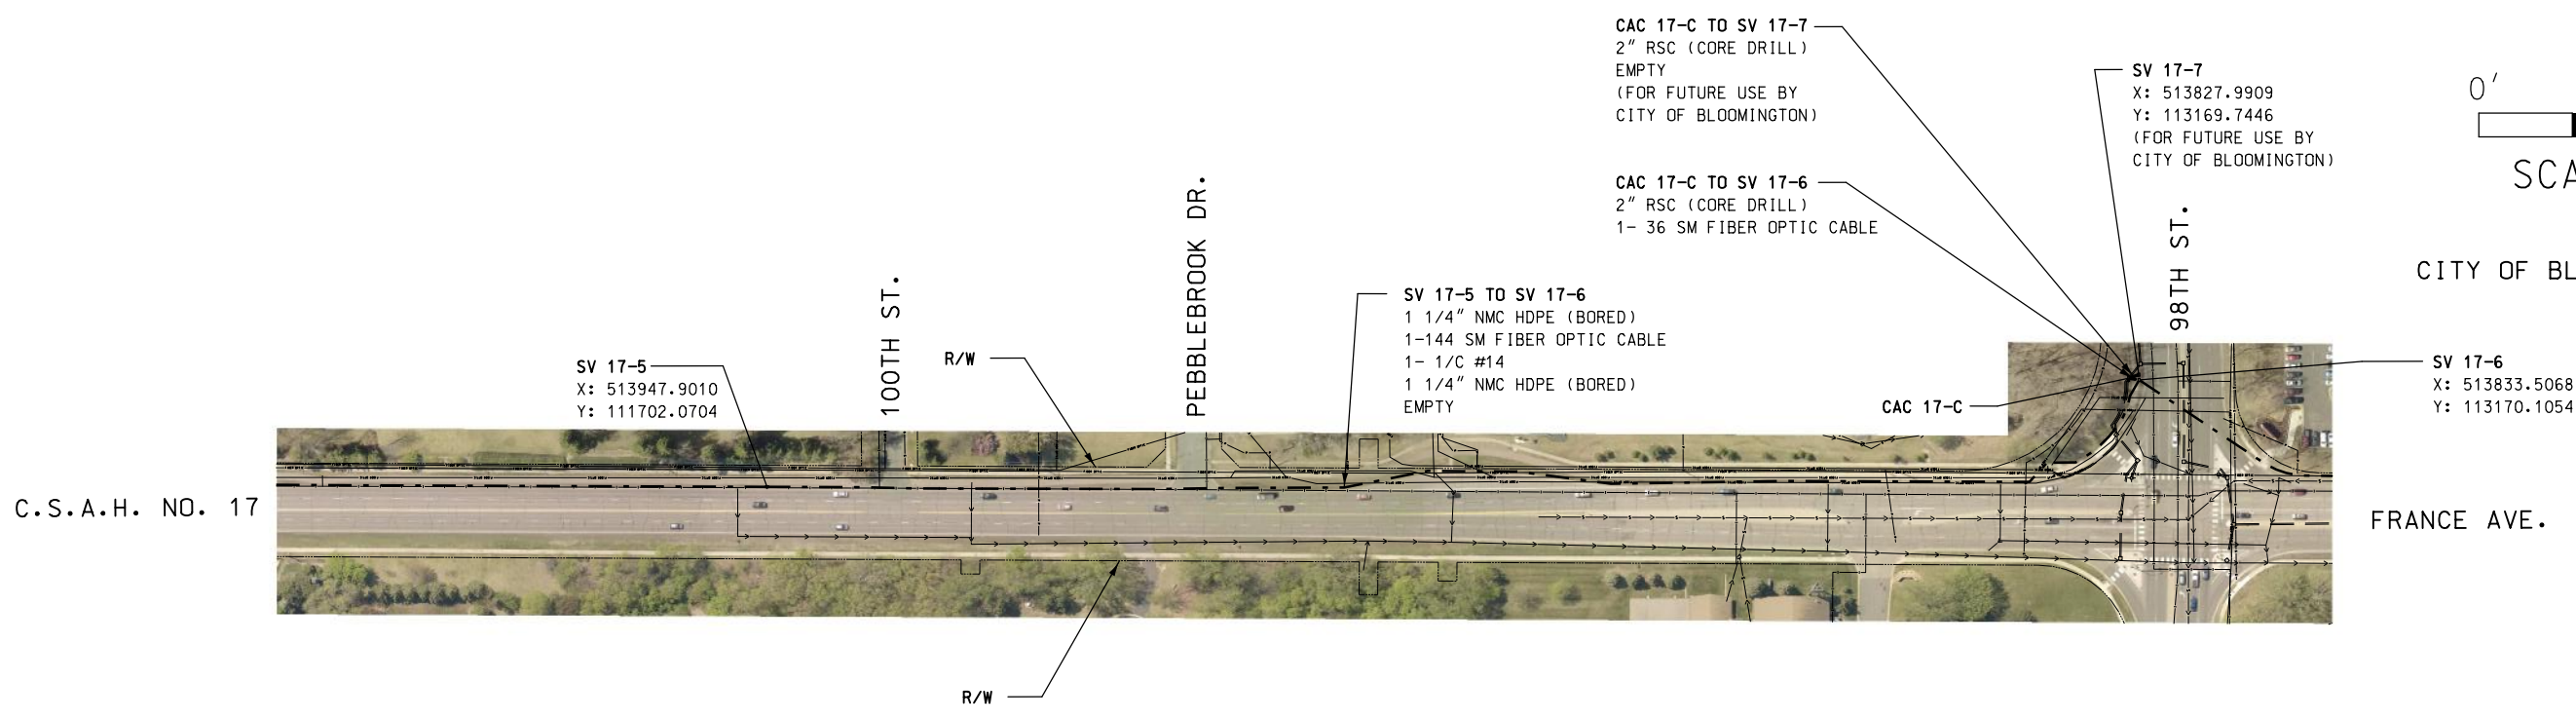 CAC 17-C TO SV 17-7
2" RSC (CORE DRILL)
EMPTY
(FOR FUTURE USE BY
CITY OF BLOOMINGTON)
SV 17-7
X: 513827.9909
Y: 113169.7446
(FOR FUTURE USE BY
CITY OF BLOOMINGTON)
0'
SCA
CAC 17-C TO SV 17-6
2" RSC (CORE DRILL)
1- 36 SM FIBER OPTIC CABLE
98TH ST.
CITY OF BL
PEBBLEBROOK DR.
100TH ST.
SV 17-5 TO SV 17-6
1 1/4" NMC HDPE (BORED)
1-144 SM FIBER OPTIC CABLE
1- 1/C #14
1 1/4" NMC HDPE (BORED)
EMPTY
SV 17-5
X: 513947.9010
Y: 111702.0704
R/W
CAC 17-C
SV 17-6
X: 513833.5068
Y: 113170.1054
C.S.A.H. NO. 17
FRANCE AVE.
R/W